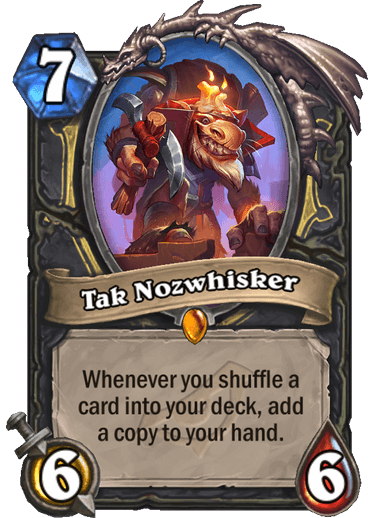 7
Tak Nozwhisker
Whenever you shuffle a
card into your deck, add
a copy to your hand.
6 6